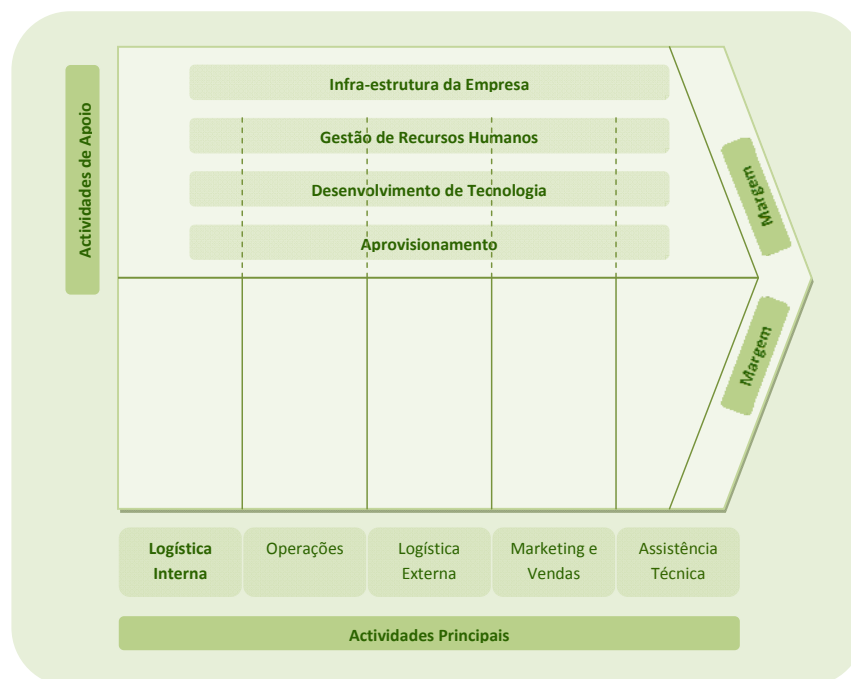 Actividades de Apoio
Infra-estrutura da Empresa
Gestão de Recursos Humanos
Desenvolvimento de Tecnologia
Aprovisionamento
Margem
Margem
Logística
Interna
Operações
Logística
Externa
Marketing e
Vendas
Assistência
Técnica
Actividades Principais